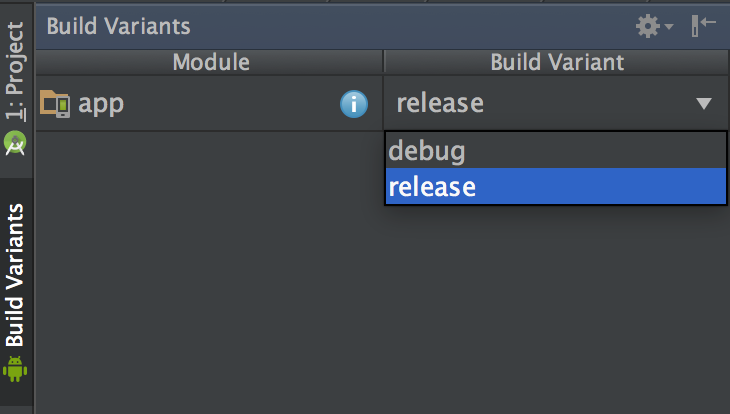 Build Variants
Module Build Variant
app release
debug
release
1: Project
Build Variants